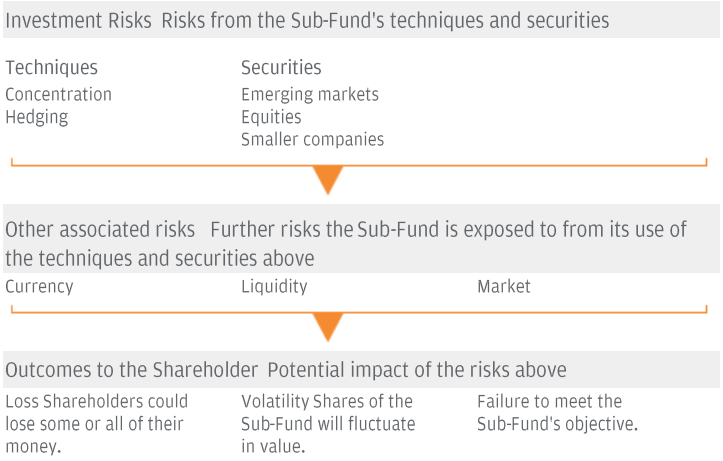 Investment Risks Risks from the Sub-Fund's techniques and securities
Techniques
Concentration
Hedging
Securities
Emerging markets
Equities
Smaller companies
Other associated risks Further risks the Sub-Fund is exposed to from its use of
the techniques and securities above
Currency
Liquidity
Market
Outcomes to the Shareholder Potential impact of the risks above
Loss Shareholders could
lose some or all of their
money.
Volatility Shares of the
Sub-Fund will fluctuate
in value.
Failure to meet the
Sub-Fund's objective.